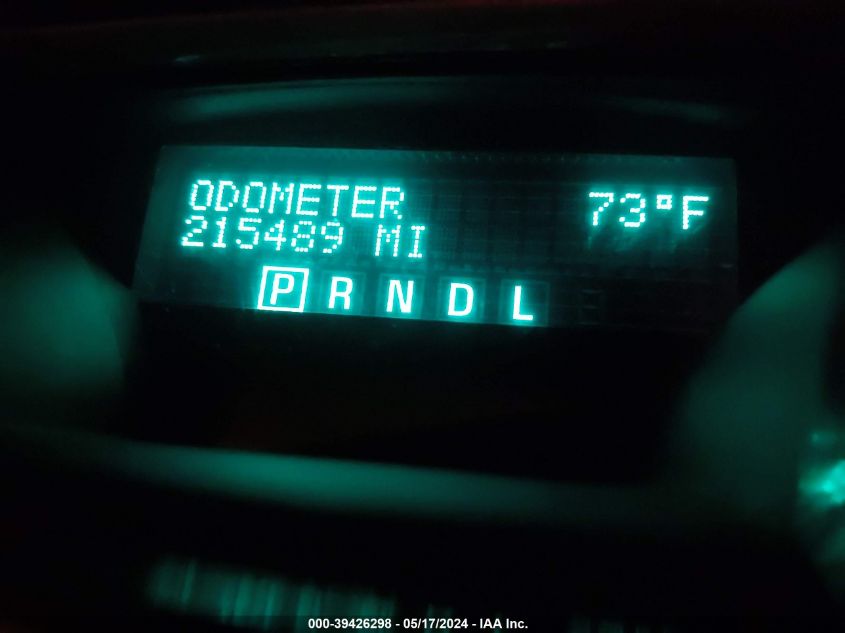 ODOMETER 73°F
215489 MI
P R N D L
000-39426298 - 05/17/2024 - IAA Inc.